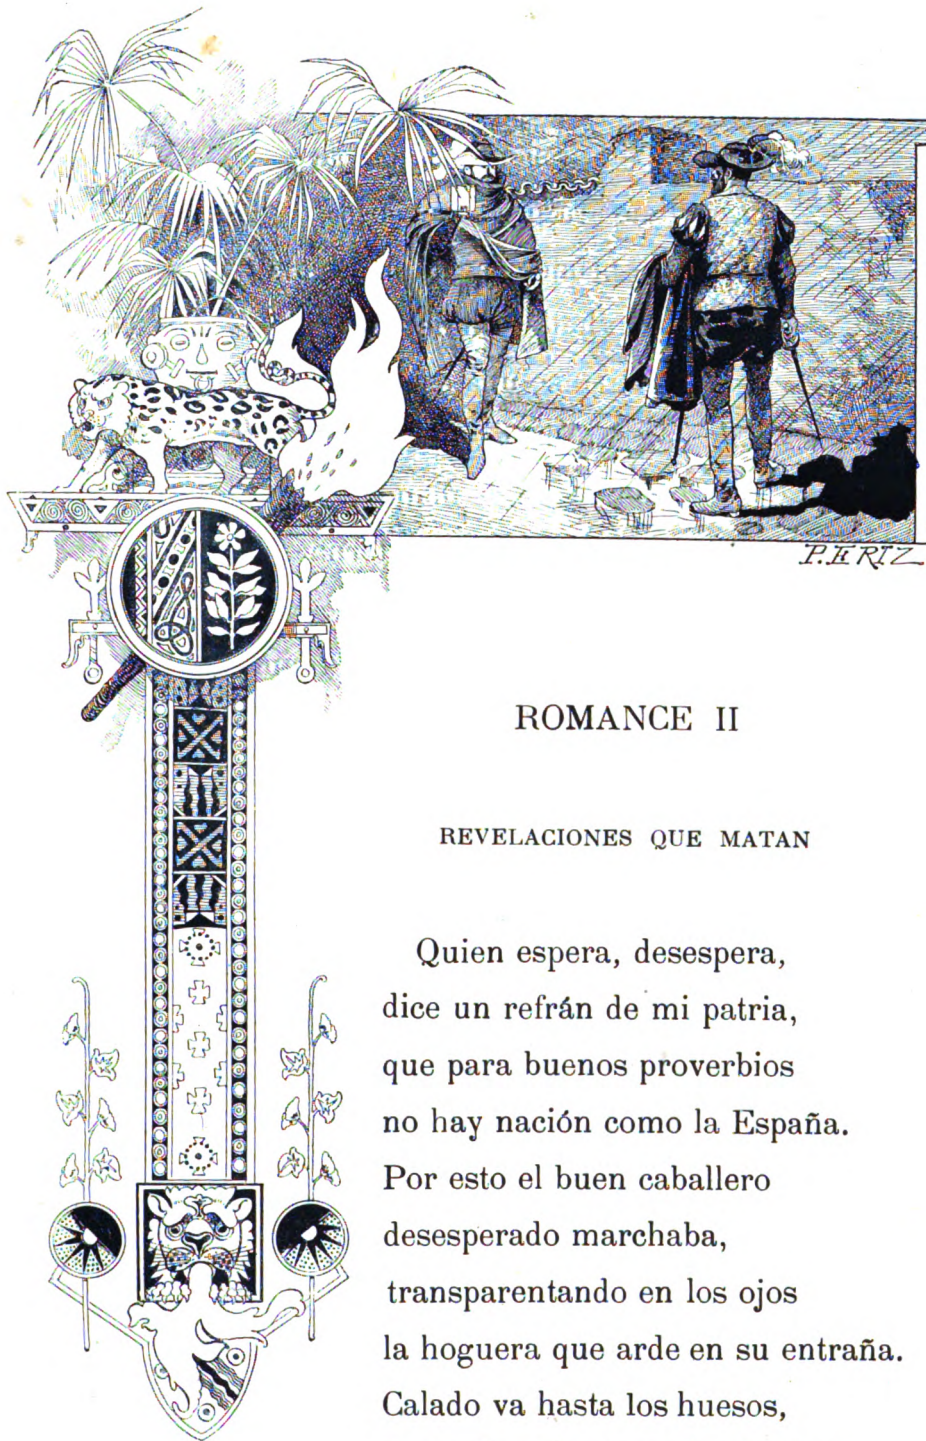 P. ERIZ
ROMANCE II
REVELACIONES QUE MATAN
Quien espera, desespera,
dice un refrán de mi patria,
que para buenos proverbios
no hay nación como la España.
Por esto el buen caballero
desesperado marchaba,
transparentando en los ojos
la hoguera que arde en su entraña.
Calado va hasta los huesos,